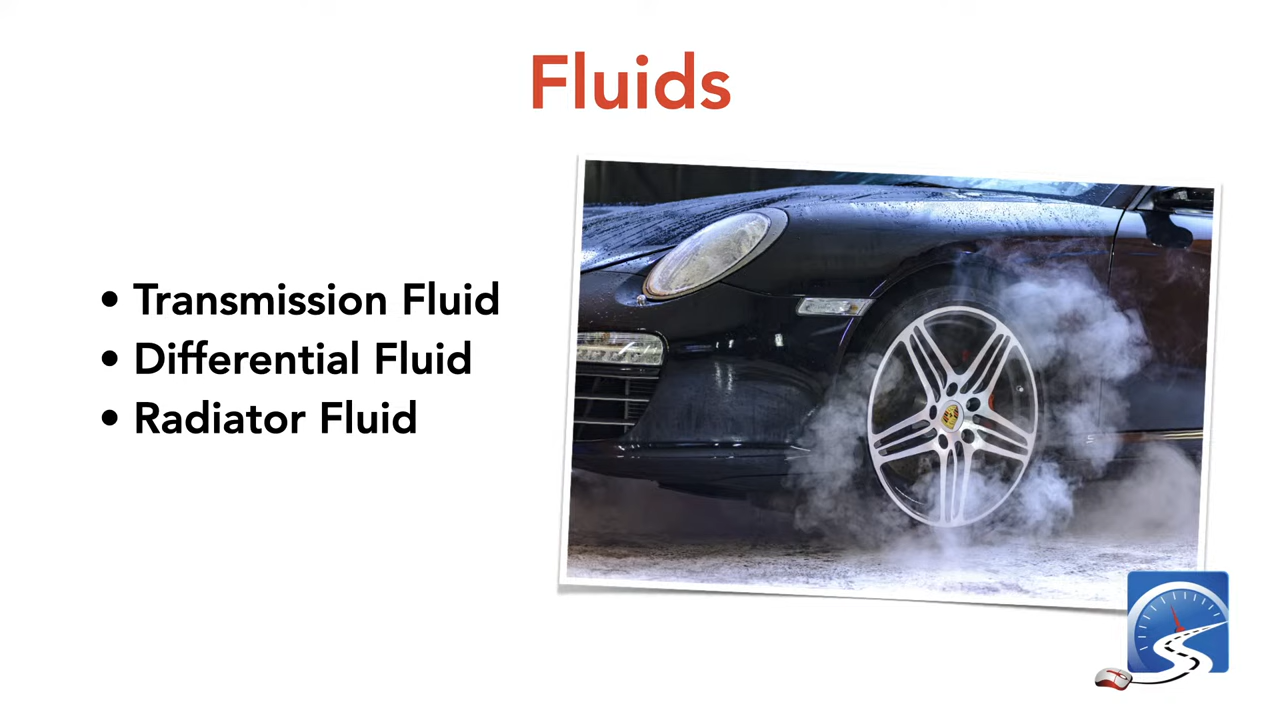 Fluids
• Transmission Fluid
• Differential Fluid
• Radiator Fluid